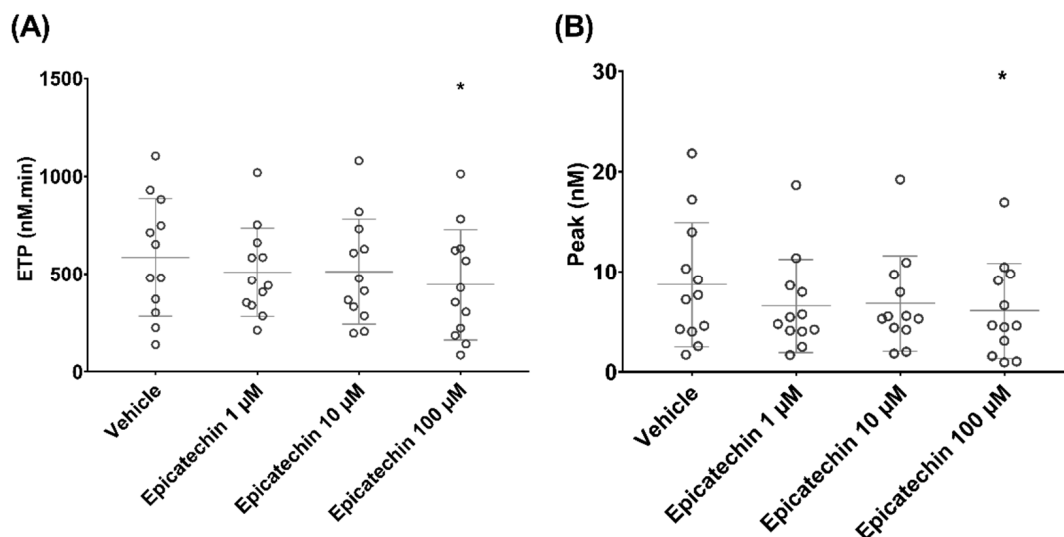 (A)
ETP (nM.min)
1500
1000
500
0
*
Vehicle
Epicatechin 1 µM
Epicatechin 10 µM
Epicatechin 100 µM
(B)
Peak (nM)
30
20
10
0
*
Vehicle
Epicatechin 1 µM
Epicatechin 10 µM
Epicatechin 100 µM